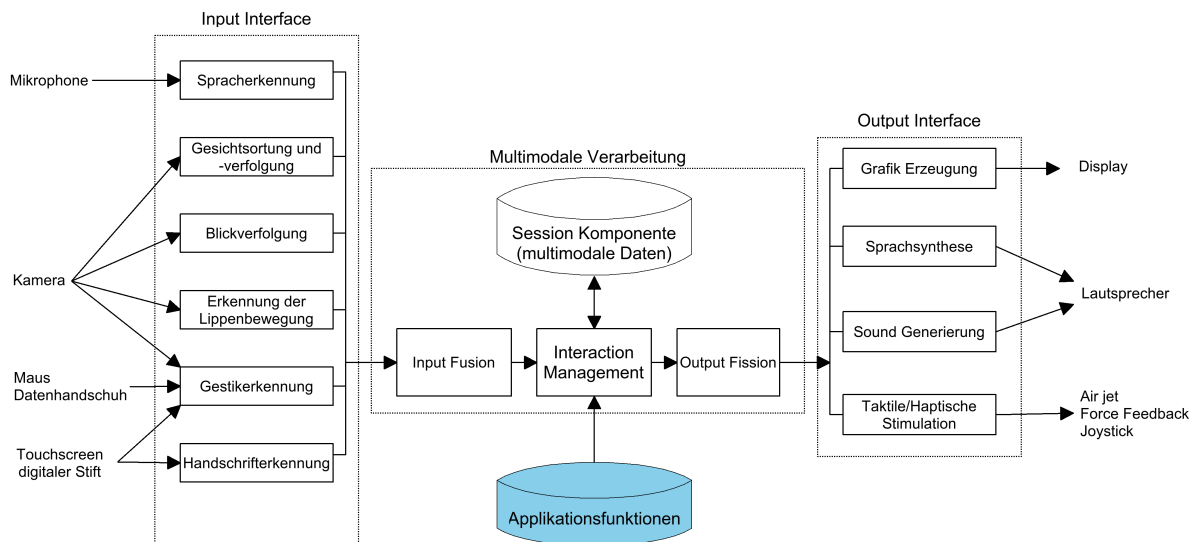 Input Interface
Mikrophone
Spracherkennung
Gesichtsortung und
-verfolgung
Blickverfolgung
Kamera
Erkennung der
Lippenbewegung
Maus
Datenhandschuh
Gestikerkennung
Touchscreen
digitaler Stift
Handschrifterkennung
Multimodale Verarbeitung
Session Komponente
(multimodale Daten)
Input Fusion
Interaction
Management
Output Fission
Applikationsfunktionen
Output Interface
Grafik Erzeugung
Display
Sprachsynthese
Lautsprecher
Sound Generierung
Taktile/Haptische
Stimulation
Air jet
Force Feedback
Joystick